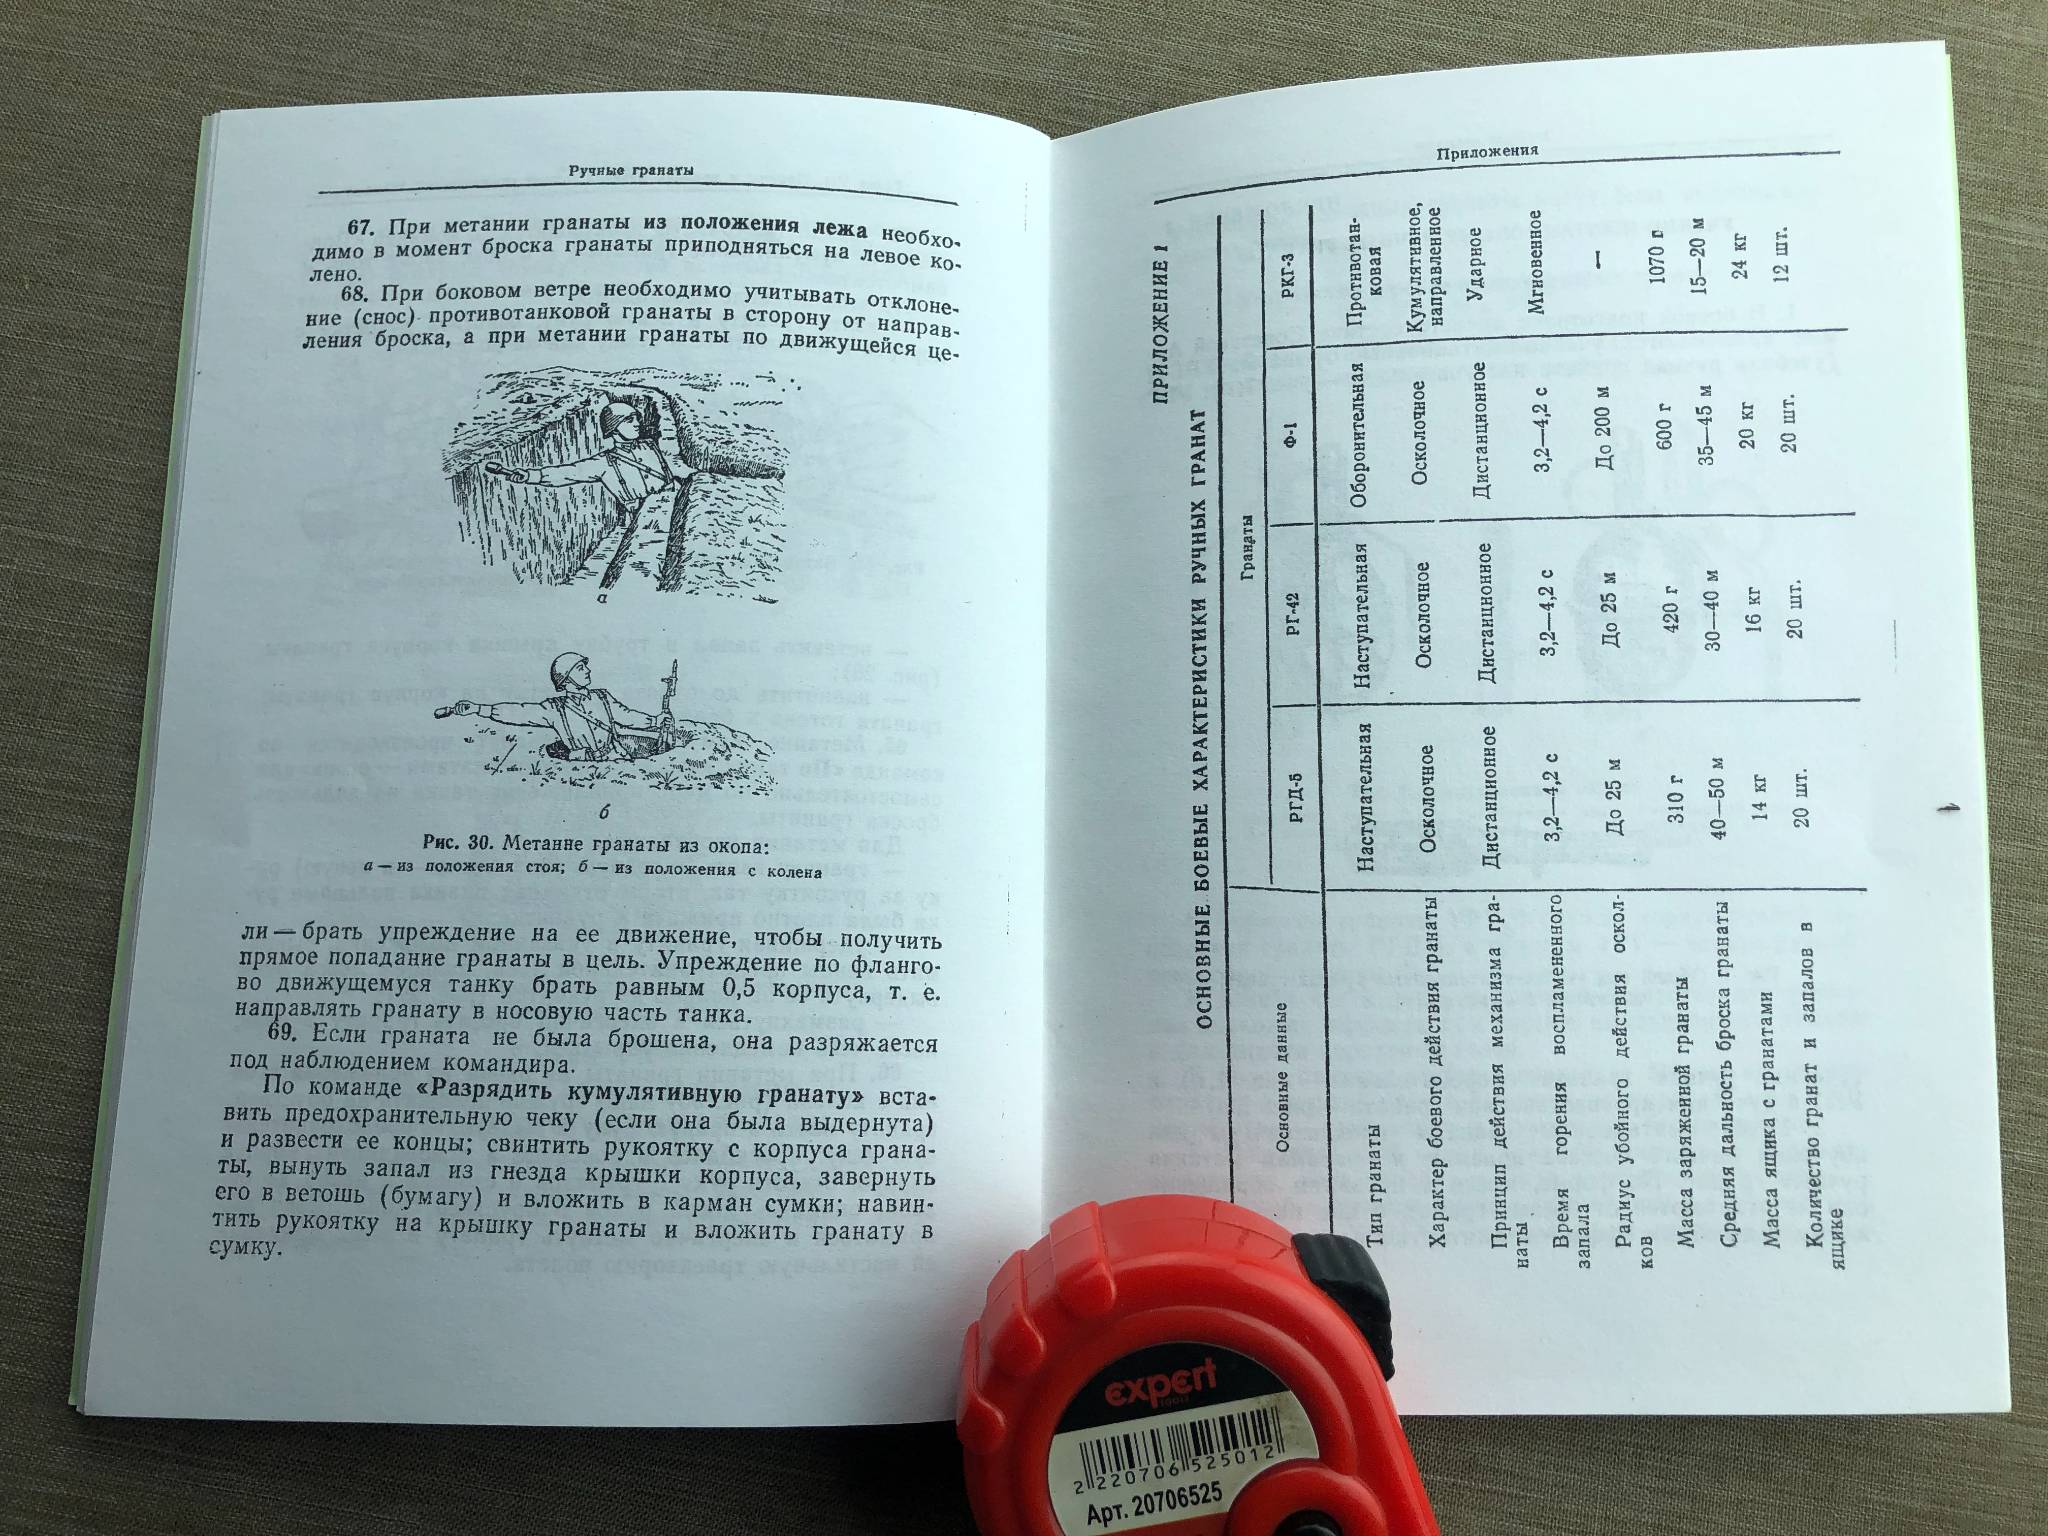 Ручные гранаты
67. При метании гранаты из положения лежа необхо-
димо в момент броска гранаты приподняться на левое ко-
лено.
68. При боковом ветре необходимо учитывать отклоне-
ние (снос) противотанковой гранаты в сторону от направ-
ления броска, а при метании гранаты по движущейся це-
а
б
Рис. 30. Метание гранаты из окопа:
а — из положения стоя; б — из положения с колена
ли — брать упреждение на ее движение, чтобы получить
прямое попадание гранаты в цель. Упреждение по фланго-
во движущемуся танку брать равным 0,5 корпуса, т. е.
направлять гранату в носовую часть танка.
69. Если граната не была брошена, она разряжается
под наблюдением командира.
По команде «Разрядить кумулятивную гранату» вста-
вить предохранительную чеку (если она была выдернута)
и развести ее концы; свинтить рукоятку с корпуса грана-
ты, вынуть запал из гнезда крышки корпуса, завернуть
его в ветошь (бумагу) и вложить в карман сумки; навин-
тить рукоятку на крышку гранаты и вложить гранату в
сумку.
Приложения
ПРИЛОЖЕНИЕ 1
ОСНОВНЫЕ БОЕВЫЕ ХАРАКТЕРИСТИКИ РУЧНЫХ ГРАНАТ
Основные данные Гранаты
РГД-5 РГ-42 Ф-1 РКГ-3
Тип гранаты Наступательная Наступательная Оборонительная Противотан-
ковая
Характер боевого действия гранаты Осколочное Осколочное Осколочное Кумулятивное,
направленное
Принцип действия механизма гра- Дистанционное Дистанционное Дистанционное Ударное
наты
Время горения воспламененного 3,2—4,2 с 3,2—4,2 с 3,2—4,2 с Мгновенное
запала
Радиус убойного действия оскол- До 25 м До 25 м До 200 м —
ков
Масса заряженной гранаты 310 г 420 г 600 г 1070 г
Средняя дальность броска гранаты 40—50 м 30—40 м 35—45 м 15—20 м
Масса ящика с гранатами 14 кг 16 кг 20 кг 24 кг
Количество гранат и запалов в 20 шт. 20 шт. 20 шт. 12 шт.
ящике
expert
TOOLS
2 220706 525012
Арт. 20706525